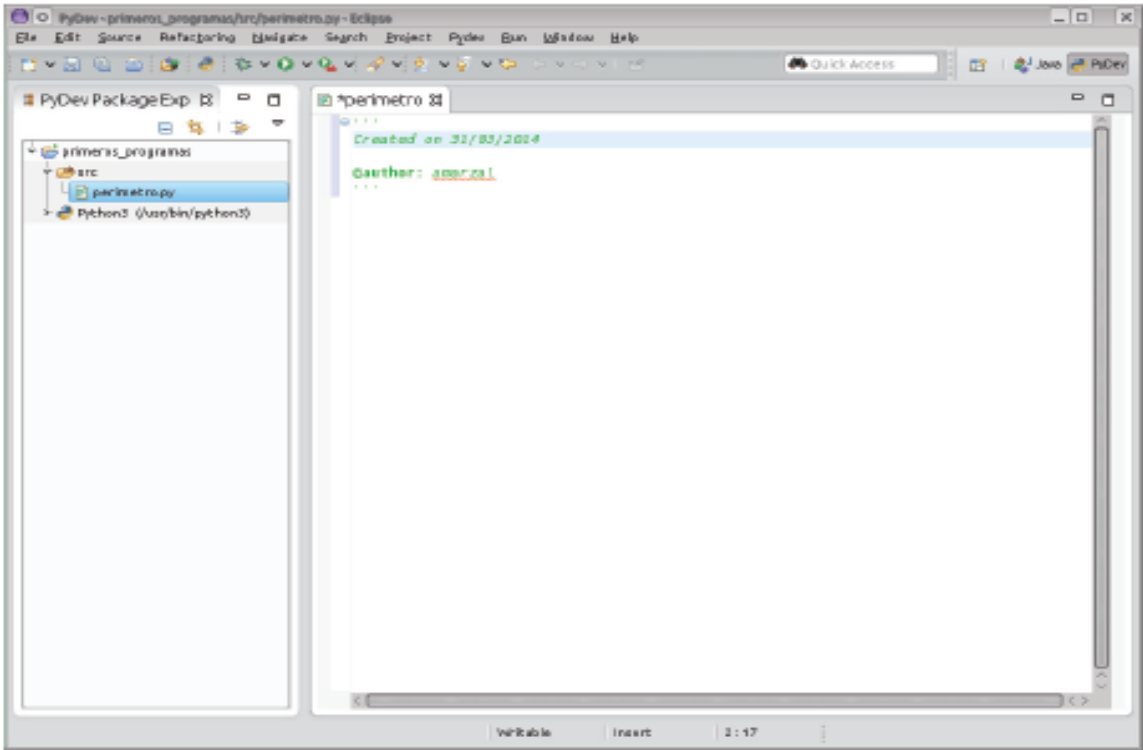 PyDev - primeros_programas/src/perimetro.py - Eclipse
File Edit Source Refactoring Navigate Search Project Pydev Run Window Help
Quick Access
Java PyDev
PyDev Package Exp
*perimetro
primeros_programas
src
perimetro.py
Python3 (/usr/bin/python3)
'''
Created on 31/03/2014
@author: amarzal
'''
Writable Insert 2:17